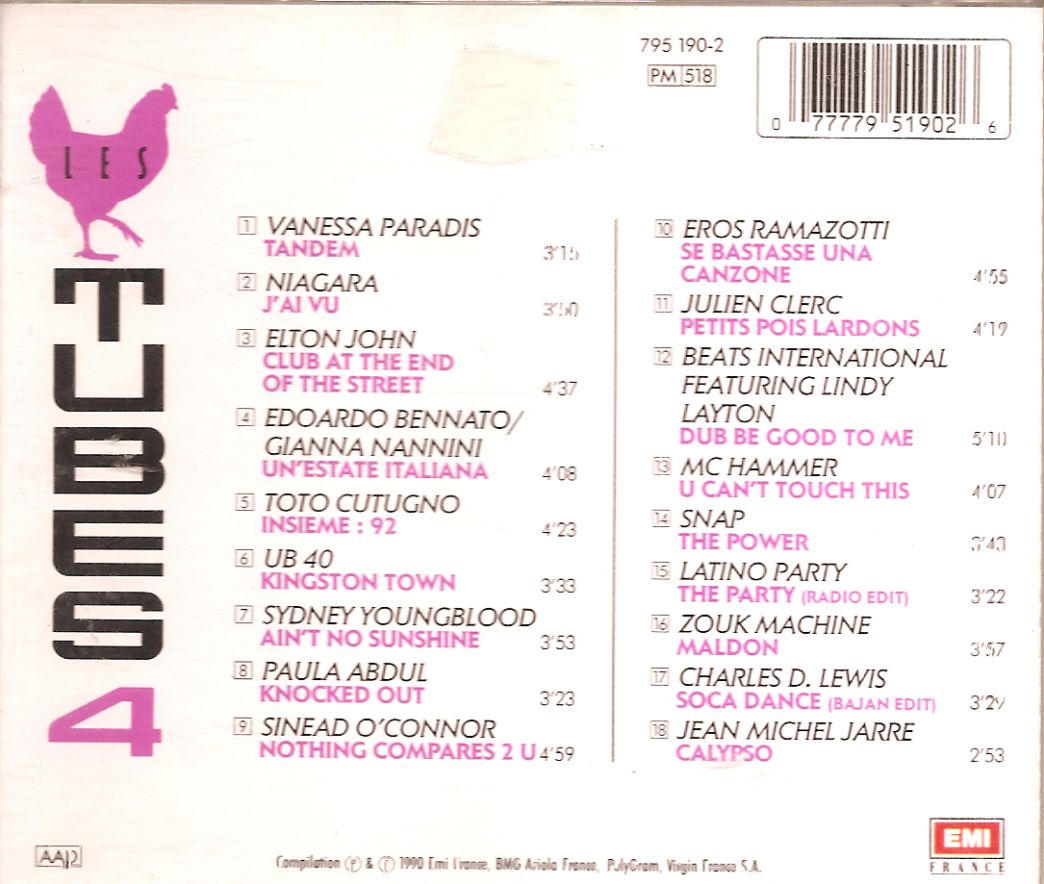 795 190-2
PM 518
0 77779 51902 6
LES
TUBES
4
1 VANESSA PARADIS
TANDEM 3'15
2 NIAGARA
J'AI VU 3'50
3 ELTON JOHN
CLUB AT THE END
OF THE STREET 4'37
4 EDOARDO BENNATO/
GIANNA NANNINI
UN'ESTATE ITALIANA 4'08
5 TOTO CUTUGNO
INSIEME : 92 4'23
6 UB 40
KINGSTON TOWN 3'33
7 SYDNEY YOUNGBLOOD
AIN'T NO SUNSHINE 3'53
8 PAULA ABDUL
KNOCKED OUT 3'23
9 SINEAD O'CONNOR
NOTHING COMPARES 2 U 4'59
10 EROS RAMAZOTTI
SE BASTASSE UNA
CANZONE 4'55
11 JULIEN CLERC
PETITS POIS LARDONS 4'19
12 BEATS INTERNATIONAL
FEATURING LINDY
LAYTON
DUB BE GOOD TO ME 5'10
13 MC HAMMER
U CAN'T TOUCH THIS 4'07
14 SNAP
THE POWER 3'43
15 LATINO PARTY
THE PARTY (RADIO EDIT) 3'22
16 ZOUK MACHINE
MALDON 3'57
17 CHARLES D. LEWIS
SOCA DANCE (BAJAN EDIT) 3'29
18 JEAN MICHEL JARRE
CALYPSO 2'53
AAD
Compilation Ⓟ & © 1990 Emi France, BMG Ariola France, PolyGram, Virgin France S.A.
EMI
FRANCE